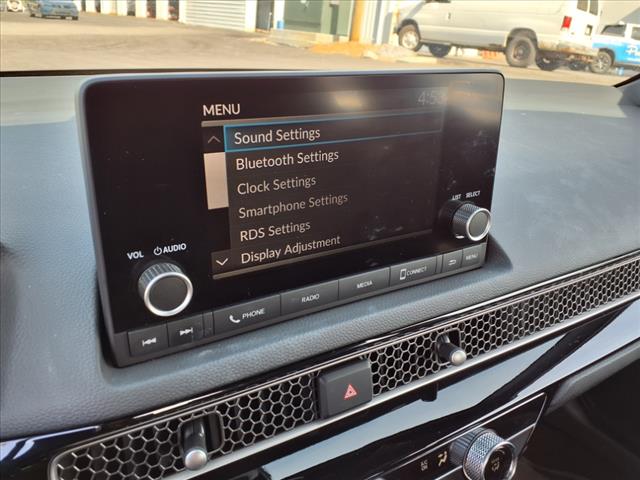 MENU
Sound Settings
Bluetooth Settings
Clock Settings
Smartphone Settings
RDS Settings
Display Adjustment
LIST SELECT
VOL AUDIO
PHONE
RADIO
MEDIA
CONNECT
MENU